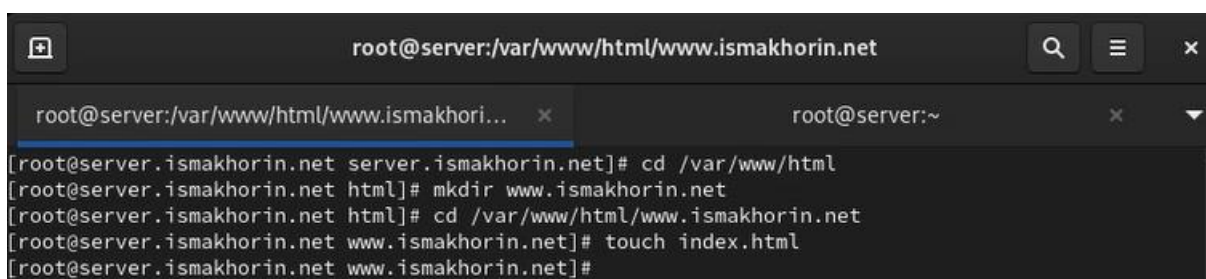 root@server:/var/www/html/www.ismakhorin.net
root@server:/var/www/html/www.ismakhori...
root@server:~
[root@server.ismakhorin.net server.ismakhorin.net]# cd /var/www/html
[root@server.ismakhorin.net html]# mkdir www.ismakhorin.net
[root@server.ismakhorin.net html]# cd /var/www/html/www.ismakhorin.net
[root@server.ismakhorin.net www.ismakhorin.net]# touch index.html
[root@server.ismakhorin.net www.ismakhorin.net]#